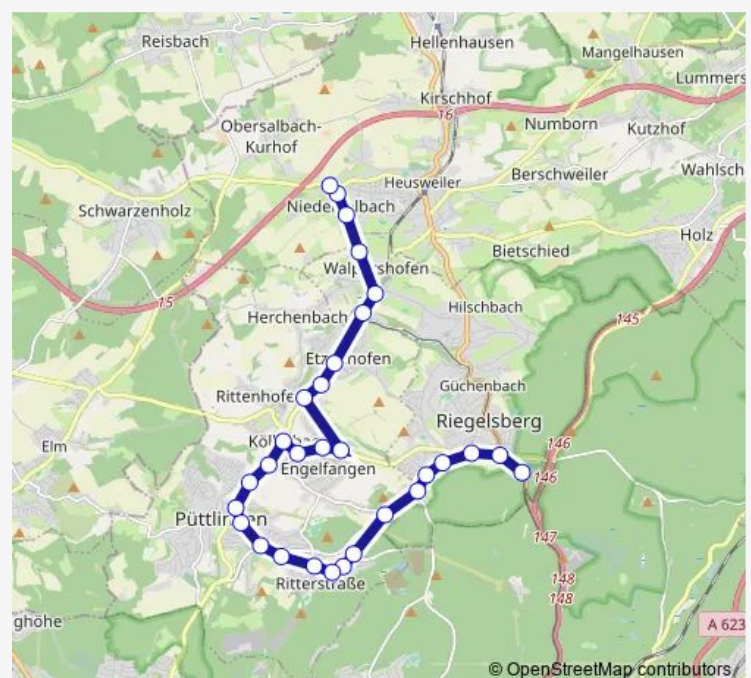 Reisbach
Hellenhausen
Mangelhausen
Lummers
Kirschhof
16
Obersalbach-
Kurhof
Numborn
Kutzhof
Heusweiler
Berschweiler
Wahlsch
Schwarzenholz
Holz
Bietschied
15
Hilschbach
145
Herchenbach
Güchenbach
Riegelsberg
146
Elm
Engelfangen
146
147
Ritterstraße
148
148
ghöhe
A 623
© OpenStreetMap contributors